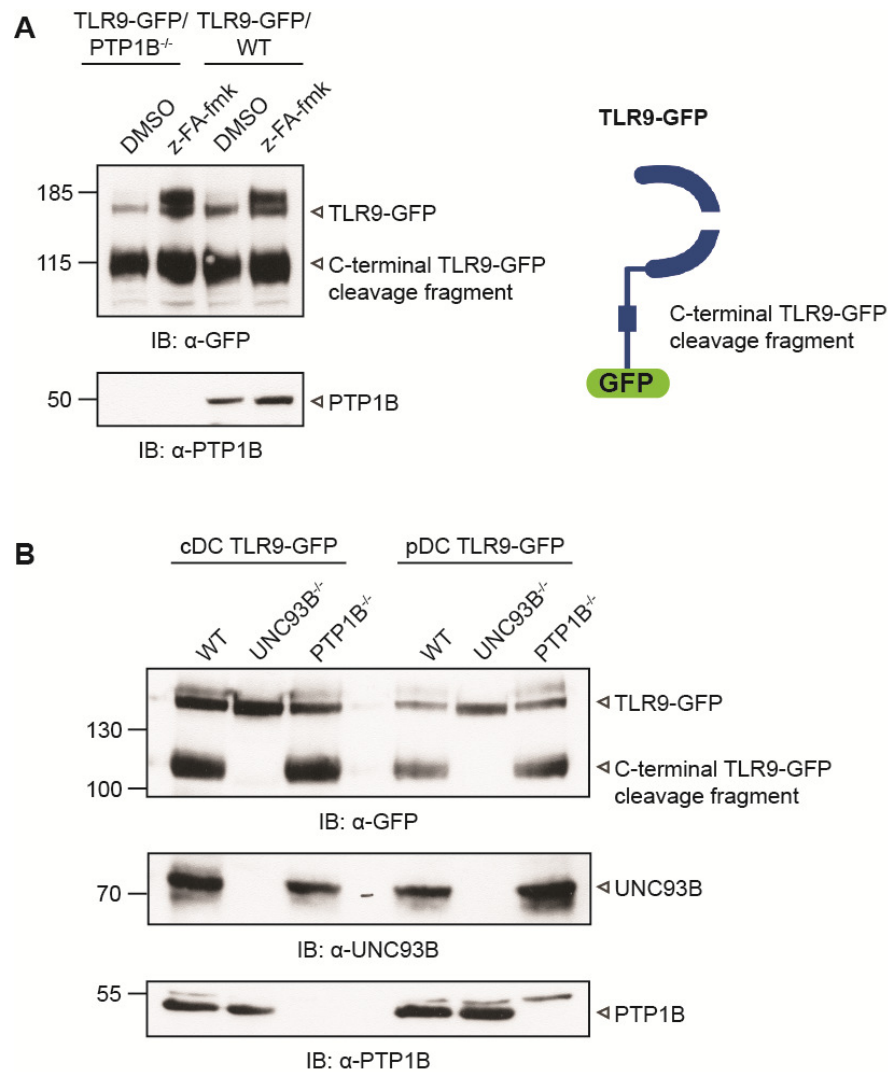 A
TLR9-GFP/ TLR9-GFP/
PTP1B-/- WT
DMSO z-FA-fmk DMSO z-FA-fmk
185
TLR9-GFP
115
C-terminal TLR9-GFP
cleavage fragment
IB: α-GFP
50
PTP1B
IB: α-PTP1B
TLR9-GFP
C-terminal TLR9-GFP
cleavage fragment
GFP
B
cDC TLR9-GFP pDC TLR9-GFP
WT UNC93B-/- PTP1B-/- WT UNC93B-/- PTP1B-/-
TLR9-GFP
130
C-terminal TLR9-GFP
100
cleavage fragment
IB: α-GFP
70
UNC93B
IB: α-UNC93B
55
PTP1B
IB: α-PTP1B